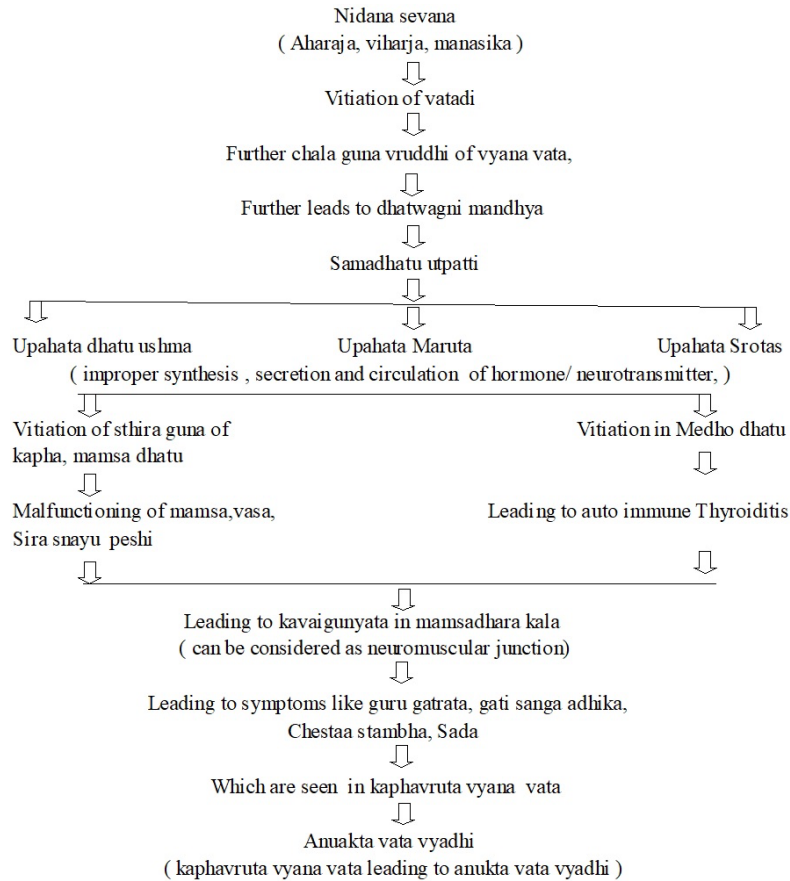 Nidana sevana
( Aharaja, viharja, manasika )
Vitiation of vatadi
Further chala guna vruddhi of vyana vata,
Further leads to dhatwagni mandhya
Samadhatu utpatti
Upahata dhatu ushma
Upahata Maruta
Upahata Srotas
( improper synthesis , secretion and circulation of hormone/ neurotransmitter, )
Vitiation of sthira guna of
kapha, mamsa dhatu
Vitiation in Medho dhatu
Malfunctioning of mamsa,vasa,
Sira snayu peshi
Leading to auto immune Thyroiditis
Leading to kavaigunyata in mamsadhara kala
( can be considered as neuromuscular junction)
Leading to symptoms like guru gatrata, gati sanga adhika,
Chestaa stambha, Sada
Which are seen in kaphavruta vyana vata
Anuakta vata vyadhi
( kaphavruta vyana vata leading to anukta vata vyadhi )